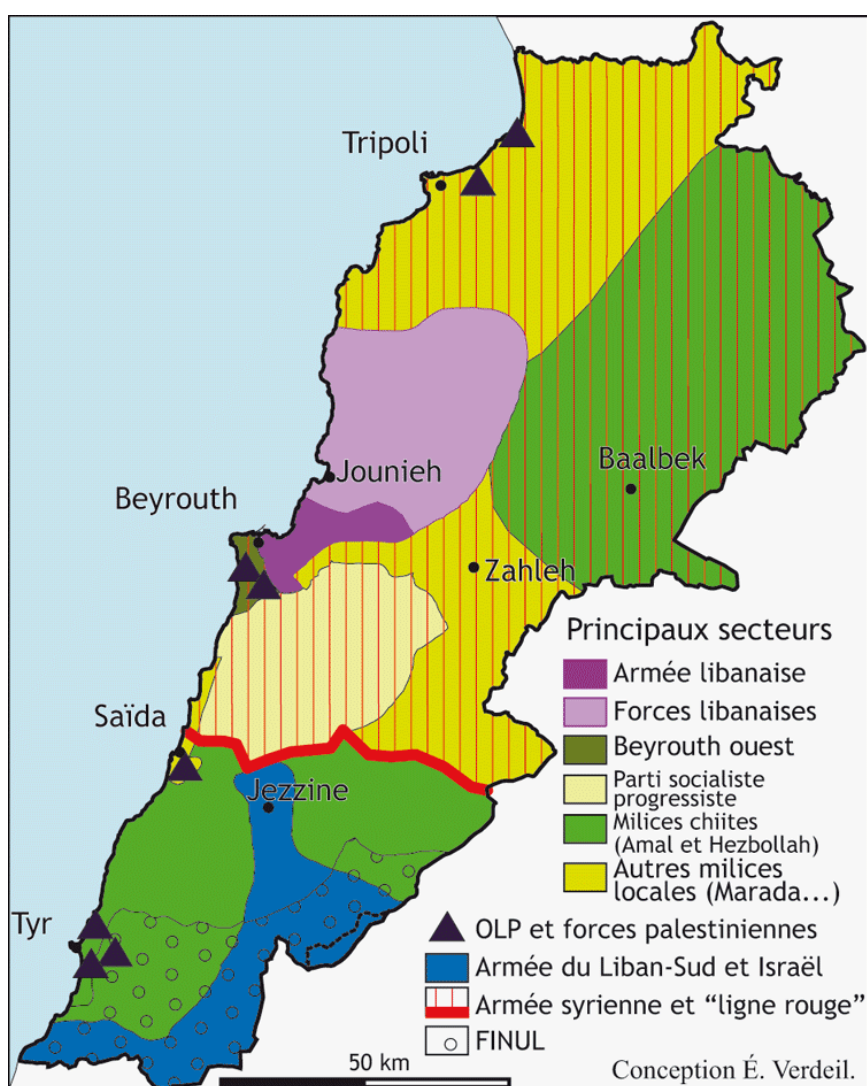 Tripoli
Jounieh
Baalbek
Beyrouth
Zahleh
Saïda
Jezzine
Tyr
Principaux secteurs
Armée libanaise
Forces libanaises
Beyrouth ouest
Parti socialiste
progressiste
Milices chiites
(Amal et Hezbollah)
Autres milices
locales (Marada...)
OLP et forces palestiniennes
Armée du Liban-Sud et Israël
Armée syrienne et “ligne rouge”
FINUL
50 km
Conception É. Verdeil.